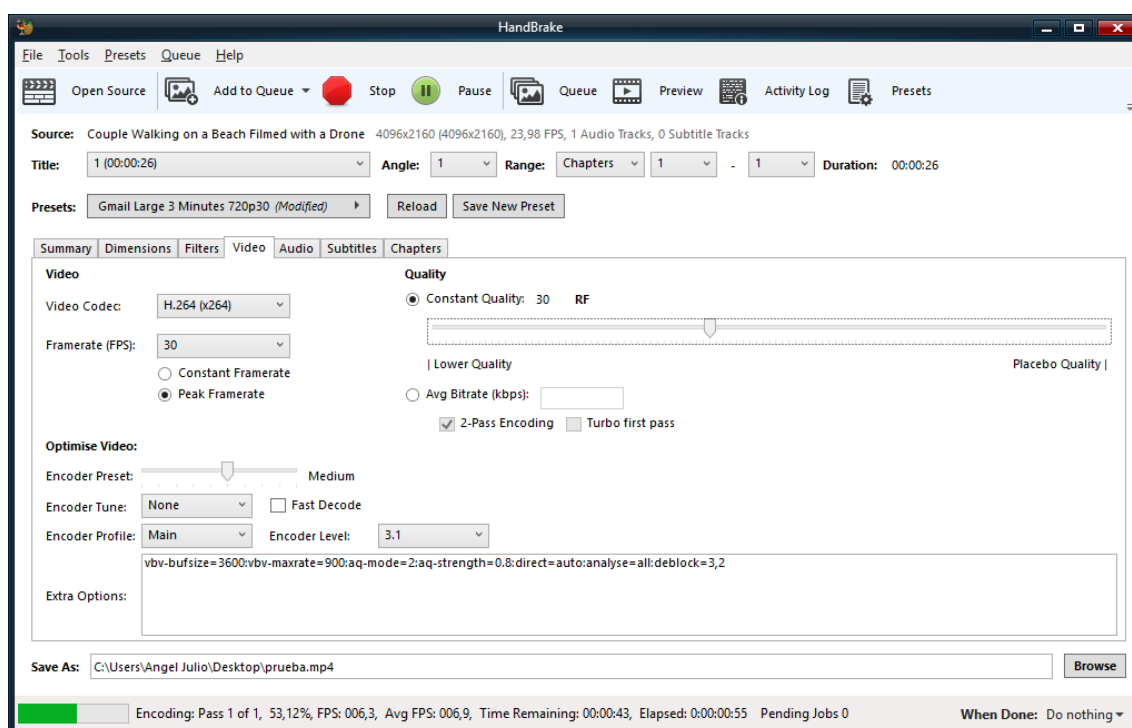 HandBrake
File Tools Presets Queue Help
Open Source Add to Queue Stop Pause Queue Preview Activity Log Presets
Source: Couple Walking on a Beach Filmed with a Drone 4096x2160 (4096x2160), 23,98 FPS, 1 Audio Tracks, 0 Subtitle Tracks
Title: 1 (00:00:26) Angle: 1 Range: Chapters 1 - 1 Duration: 00:00:26
Presets: Gmail Large 3 Minutes 720p30 (Modified) Reload Save New Preset
Summary Dimensions Filters Video Audio Subtitles Chapters
Video Quality
Video Codec: H.264 (x264) Constant Quality: 30 RF
Framerate (FPS): 30
| Lower Quality Placebo Quality |
Constant Framerate
Peak Framerate Avg Bitrate (kbps):
2-Pass Encoding Turbo first pass
Optimise Video:
Encoder Preset: Medium
Encoder Tune: None Fast Decode
Encoder Profile: Main Encoder Level: 3.1
Extra Options: vbv-bufsize=3600:vbv-maxrate=900:aq-mode=2:aq-strength=0.8:direct=auto:analyse=all:deblock=3,2
Save As: C:\Users\Angel Julio\Desktop\prueba.mp4 Browse
Encoding: Pass 1 of 1, 53,12%, FPS: 006,3, Avg FPS: 006,9, Time Remaining: 00:00:43, Elapsed: 0:00:00:55 Pending Jobs 0 When Done: Do nothing